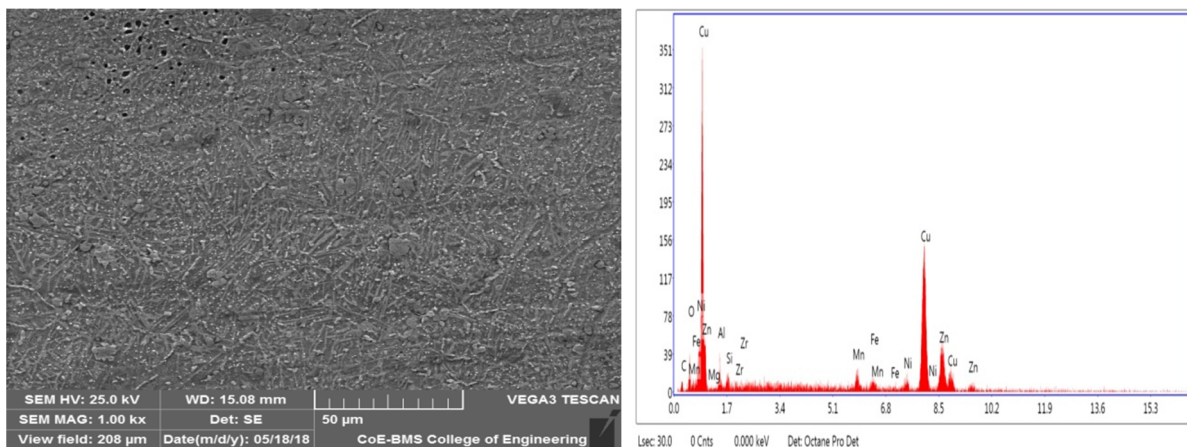 SEM HV: 25.0 kV WD: 15.08 mm VEGA3 TESCAN
SEM MAG: 1.00 kx Det: SE 50 µm
View field: 208 µm Date(m/d/y): 05/18/18 CoE-BMS College of Engineering
351
312
273
234
195
156
117
78
39
0
Cu
O
Ni
Fe
Zn
Al
C
Mn
Mg
Si
Zr
Zr
Mn
Fe
Mn
Fe
Ni
Cu
Ni
Zn
Cu
Zn
0.0 1.7 3.4 5.1 6.8 8.5 10.2 11.9 13.6 15.3
Lsec: 30.0 0 Cnts 0.000 keV Det: Octane Pro Det